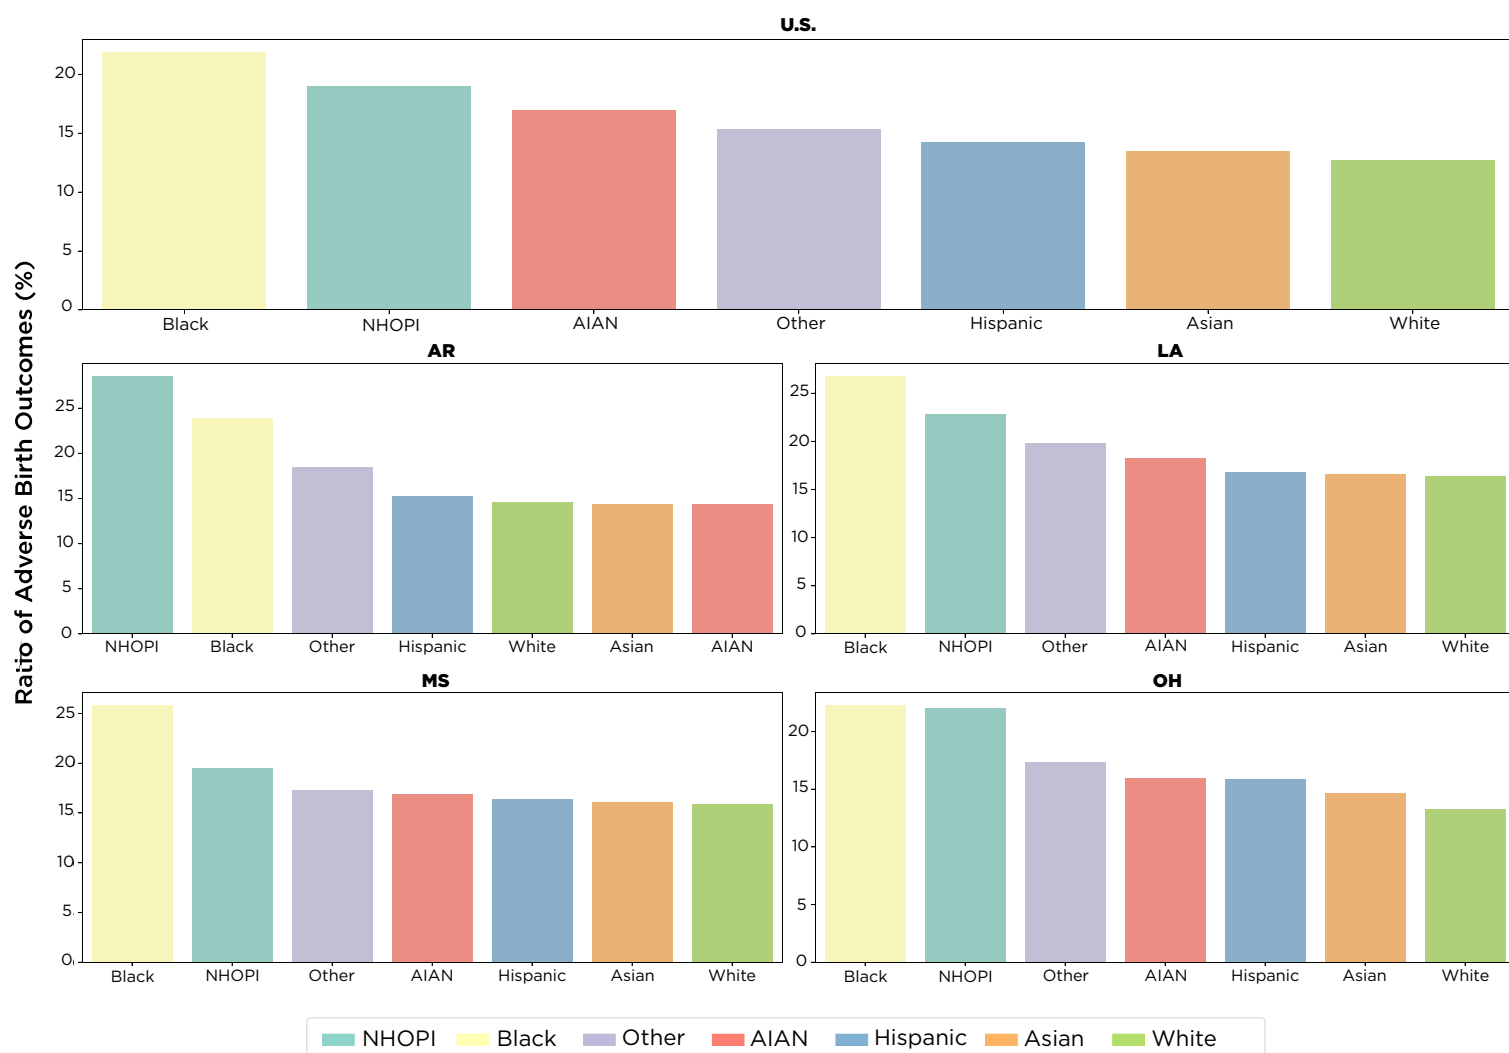 U.S.
Ratio of Adverse Birth Outcomes (%)
20
15
10
5
0
Black NHOPI AIAN Other Hispanic Asian White
AR
25
20
15
10
5
0
NHOPI Black Other Hispanic White Asian AIAN
LA
25
20
15
10
5
0
Black NHOPI Other AIAN Hispanic Asian White
MS
25
20
15
10
5
0
Black NHOPI Other AIAN Hispanic Asian White
OH
20
15
10
5
0
Black NHOPI Other AIAN Hispanic Asian White
NHOPI Black Other AIAN Hispanic Asian White